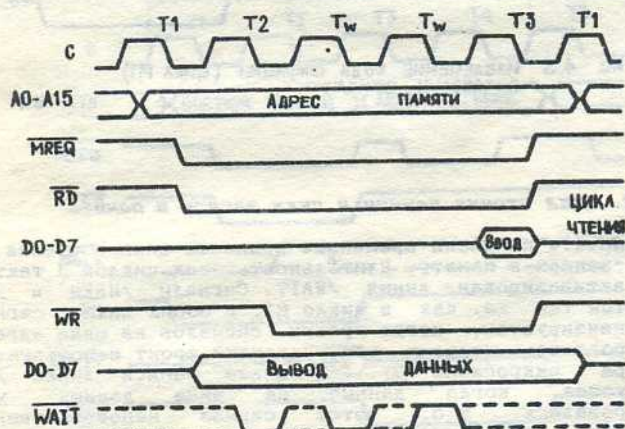 T1 T2 Tw Tw T3 T1
C
A0-A15 АДРЕС ПАМЯТИ
MREQ
RD ЦИКЛ
ЧТЕНИЯ
D0-D7 ВВОД
WR
D0-D7 ВЫВОД ДАННЫХ
WAIT